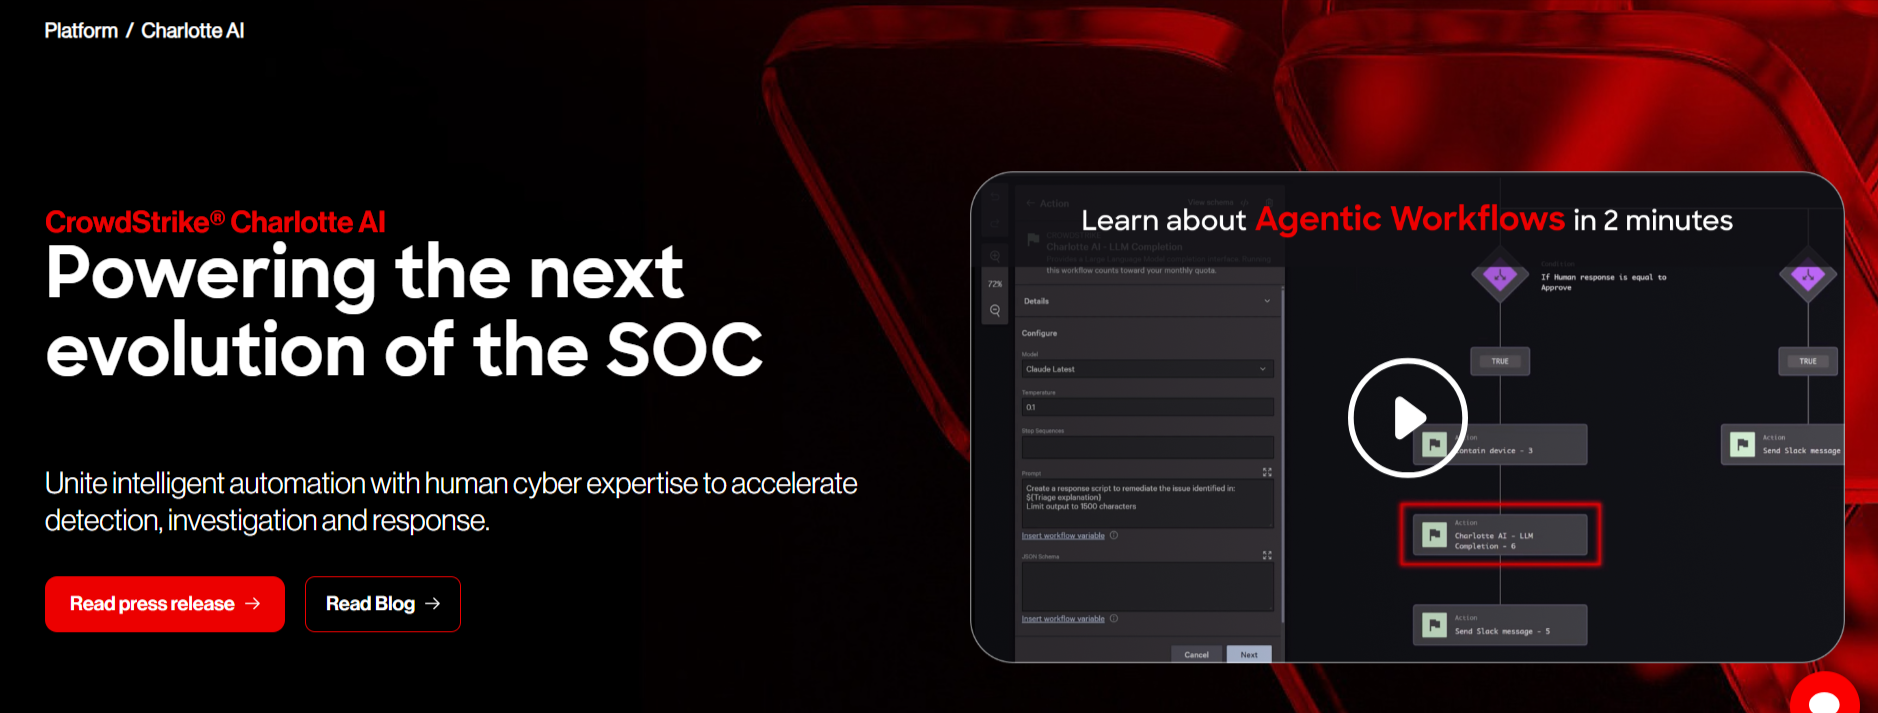 Platform / Charlotte AI
CrowdStrike® Charlotte AI
Powering the next
evolution of the SOC
Unite intelligent automation with human cyber expertise to accelerate
detection, investigation and response.
Read press release →
Read Blog →
Learn about Agentic Workflows in 2 minutes
← Action
View schema
Charlotte AI - LLM Completion
this workflow counts toward your monthly quota.
72%
Details
Configure
Model
Claude Latest
Temperature
0.1
Stop Sequences
Prompt
Create a response script to remediate the issue identified in:
${Triage explanation}
Limit output to 1500 characters
Insert workflow variable
JSON Schema
Insert workflow variable
Cancel
Next
Condition
If Human response is equal to
Approve
TRUE
TRUE
Action
Contain device - 3
Action
Send Slack message
Action
Charlotte AI - LLM
Completion - 6
Action
Send Slack message - 5